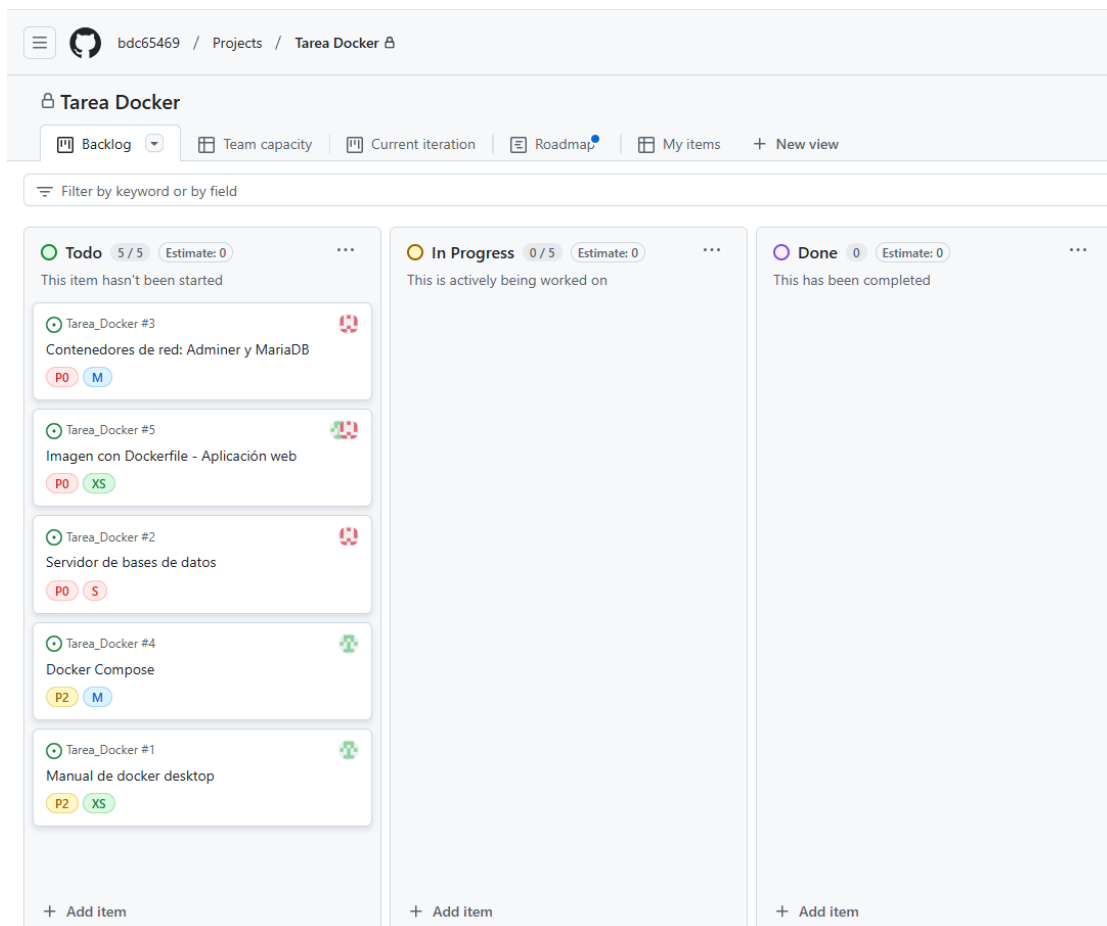 bdc65469 / Projects / Tarea Docker
Tarea Docker
Backlog Team capacity Current iteration Roadmap My items + New view
Filter by keyword or by field
Todo 5 / 5 Estimate: 0 ...
This item hasn't been started
Tarea_Docker #3
Contenedores de red: Adminer y MariaDB
P0 M
Tarea_Docker #5
Imagen con Dockerfile - Aplicación web
P0 XS
Tarea_Docker #2
Servidor de bases de datos
P0 S
Tarea_Docker #4
Docker Compose
P2 M
Tarea_Docker #1
Manual de docker desktop
P2 XS
+ Add item
In Progress 0 / 5 Estimate: 0 ...
This is actively being worked on
+ Add item
Done 0 Estimate: 0 ...
This has been completed
+ Add item